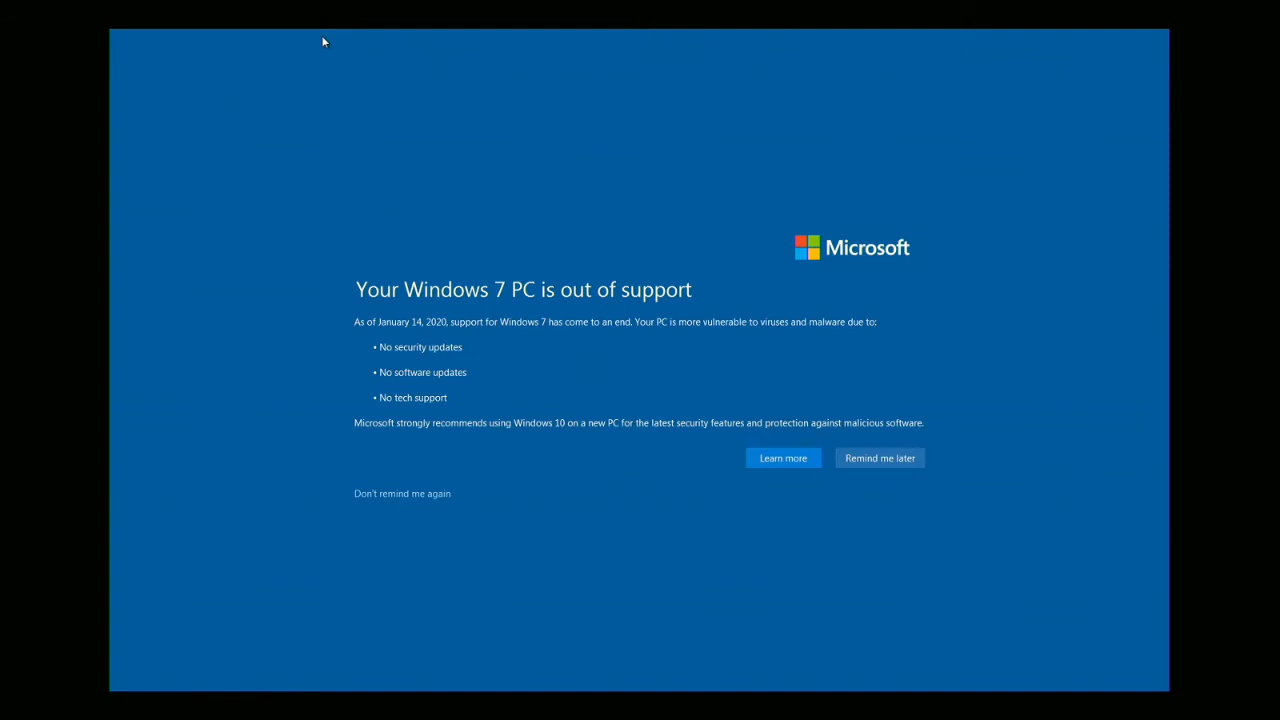 Microsoft
Your Windows 7 PC is out of support
As of January 14, 2020, support for Windows 7 has come to an end. Your PC is more vulnerable to viruses and malware due to:
• No security updates
• No software updates
• No tech support
Microsoft strongly recommends using Windows 10 on a new PC for the latest security features and protection against malicious software.
Learn more
Remind me later
Don't remind me again